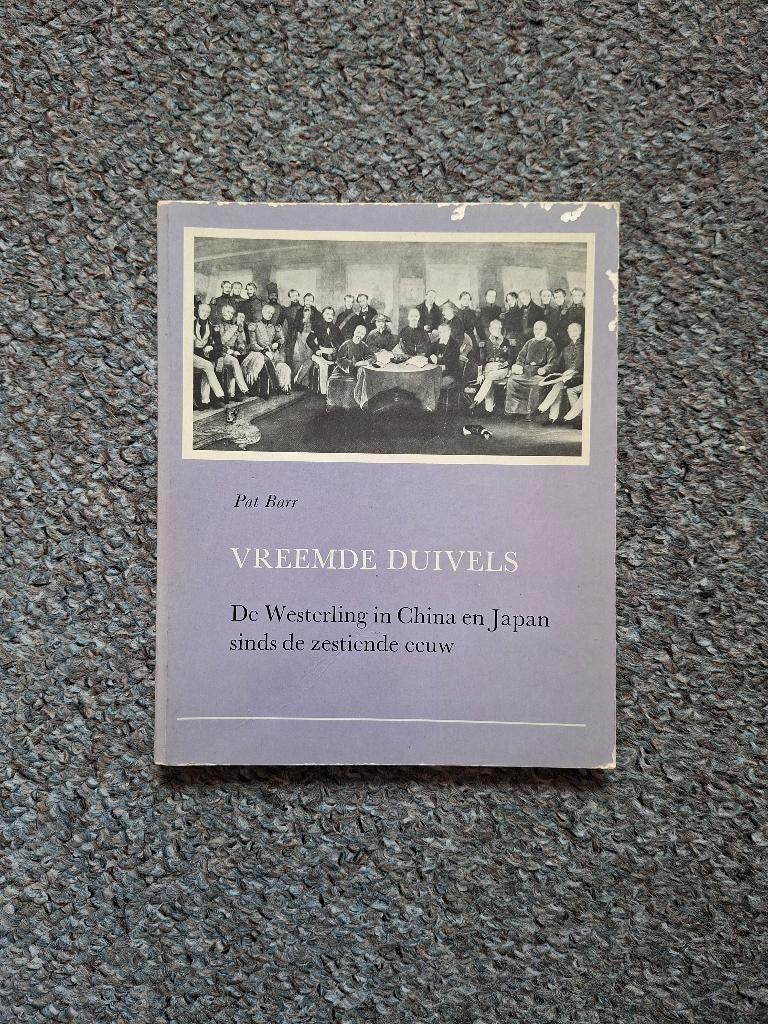 Pat Barr
VREEMDE DUIVELS
De Westerling in China en Japan
sinds de zestiende eeuw